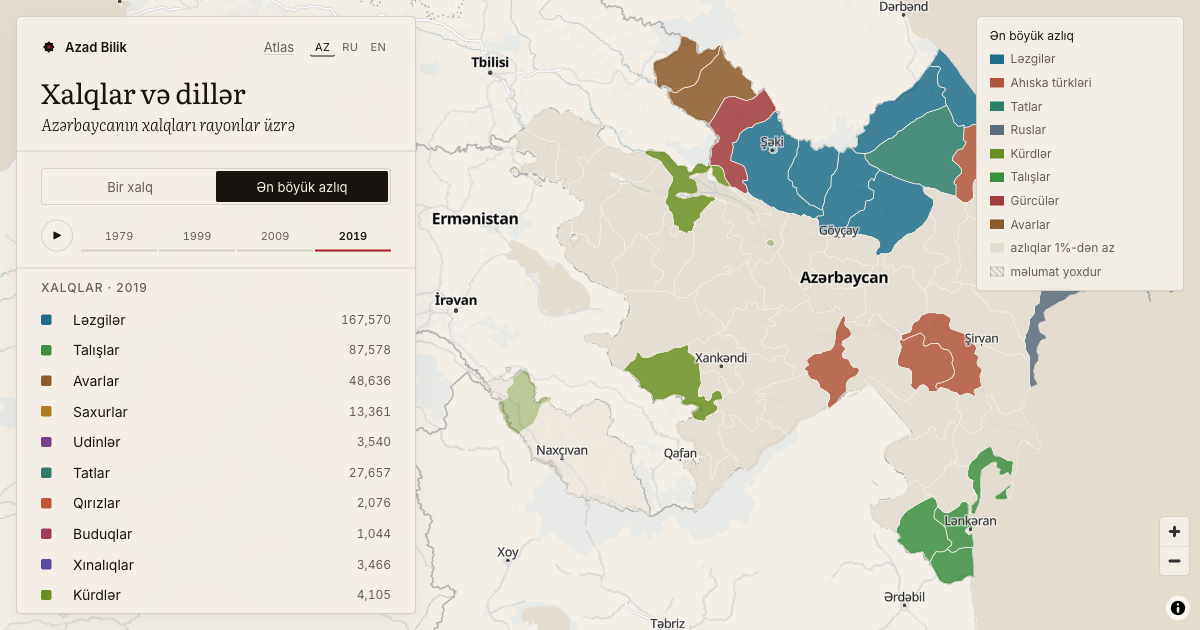 Azad Bilik
Atlas
AZ RU EN
Xalqlar və dillər
Azərbaycanın xalqları rayonlar üzrə
Bir xalq
Ən böyük azlıq
1979 1999 2009 2019
XALQLAR · 2019
Ləzgilər 167,570
Talışlar 87,578
Avarlar 48,636
Saxurlar 13,361
Udinlər 3,540
Tatlar 27,657
Qırızlar 2,076
Buduqlar 1,044
Xınalıqlar 3,466
Kürdlər 4,105
Dərbənd
Tbilisi
Şəki
Ermənistan
Göyçay
Azərbaycan
İrəvan
Şirvan
Xankəndi
Naxçıvan
Qafan
Lənkəran
Xoy
Ərdəbil
Təbriz
Ən böyük azlıq
Ləzgilər
Ahıska türkləri
Tatlar
Ruslar
Kürdlər
Talışlar
Gürcülər
Avarlar
azlıqlar 1%-dən az
məlumat yoxdur
+
−